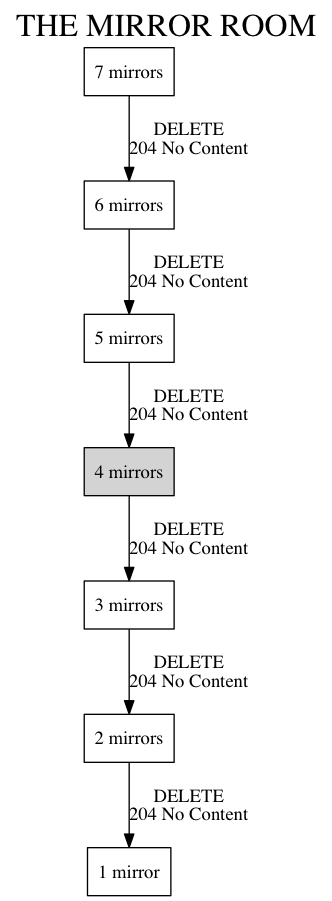 THE MIRROR ROOM
7 mirrors
DELETE
204 No Content
6 mirrors
DELETE
204 No Content
5 mirrors
DELETE
204 No Content
4 mirrors
DELETE
204 No Content
3 mirrors
DELETE
204 No Content
2 mirrors
DELETE
204 No Content
1 mirror